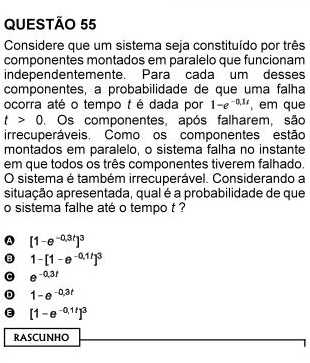 QUESTÃO 55
Considere que um sistema seja constituído por três
componentes montados em paralelo que funcionam
independentemente. Para cada um desses
componentes, a probabilidade de que uma falha
ocorra até o tempo t é dada por 1-e^-0,1t, em que
t > 0. Os componentes, após falharem, são
irrecuperáveis. Como os componentes estão
montados em paralelo, o sistema falha no instante
em que todos os três componentes tiverem falhado.
O sistema é também irrecuperável. Considerando a
situação apresentada, qual é a probabilidade de que
o sistema falhe até o tempo t ?
A [1-e^-0,3t]³
B 1-[1-e^-0,1t]³
C e^-0,3t
D 1-e^-0,3t
E [1-e^-0,1t]³
RASCUNHO